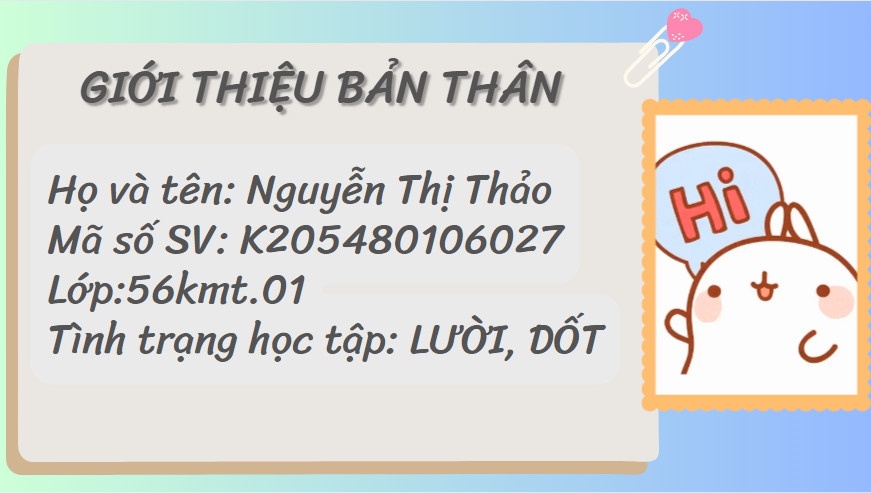 GIỚI THIỆU BẢN THÂN
Họ và tên: Nguyễn Thị Thảo
Mã số SV: K205480106027
Lớp:56kmt.01
Tình trạng học tập: LƯỜI, DỐT
Hi